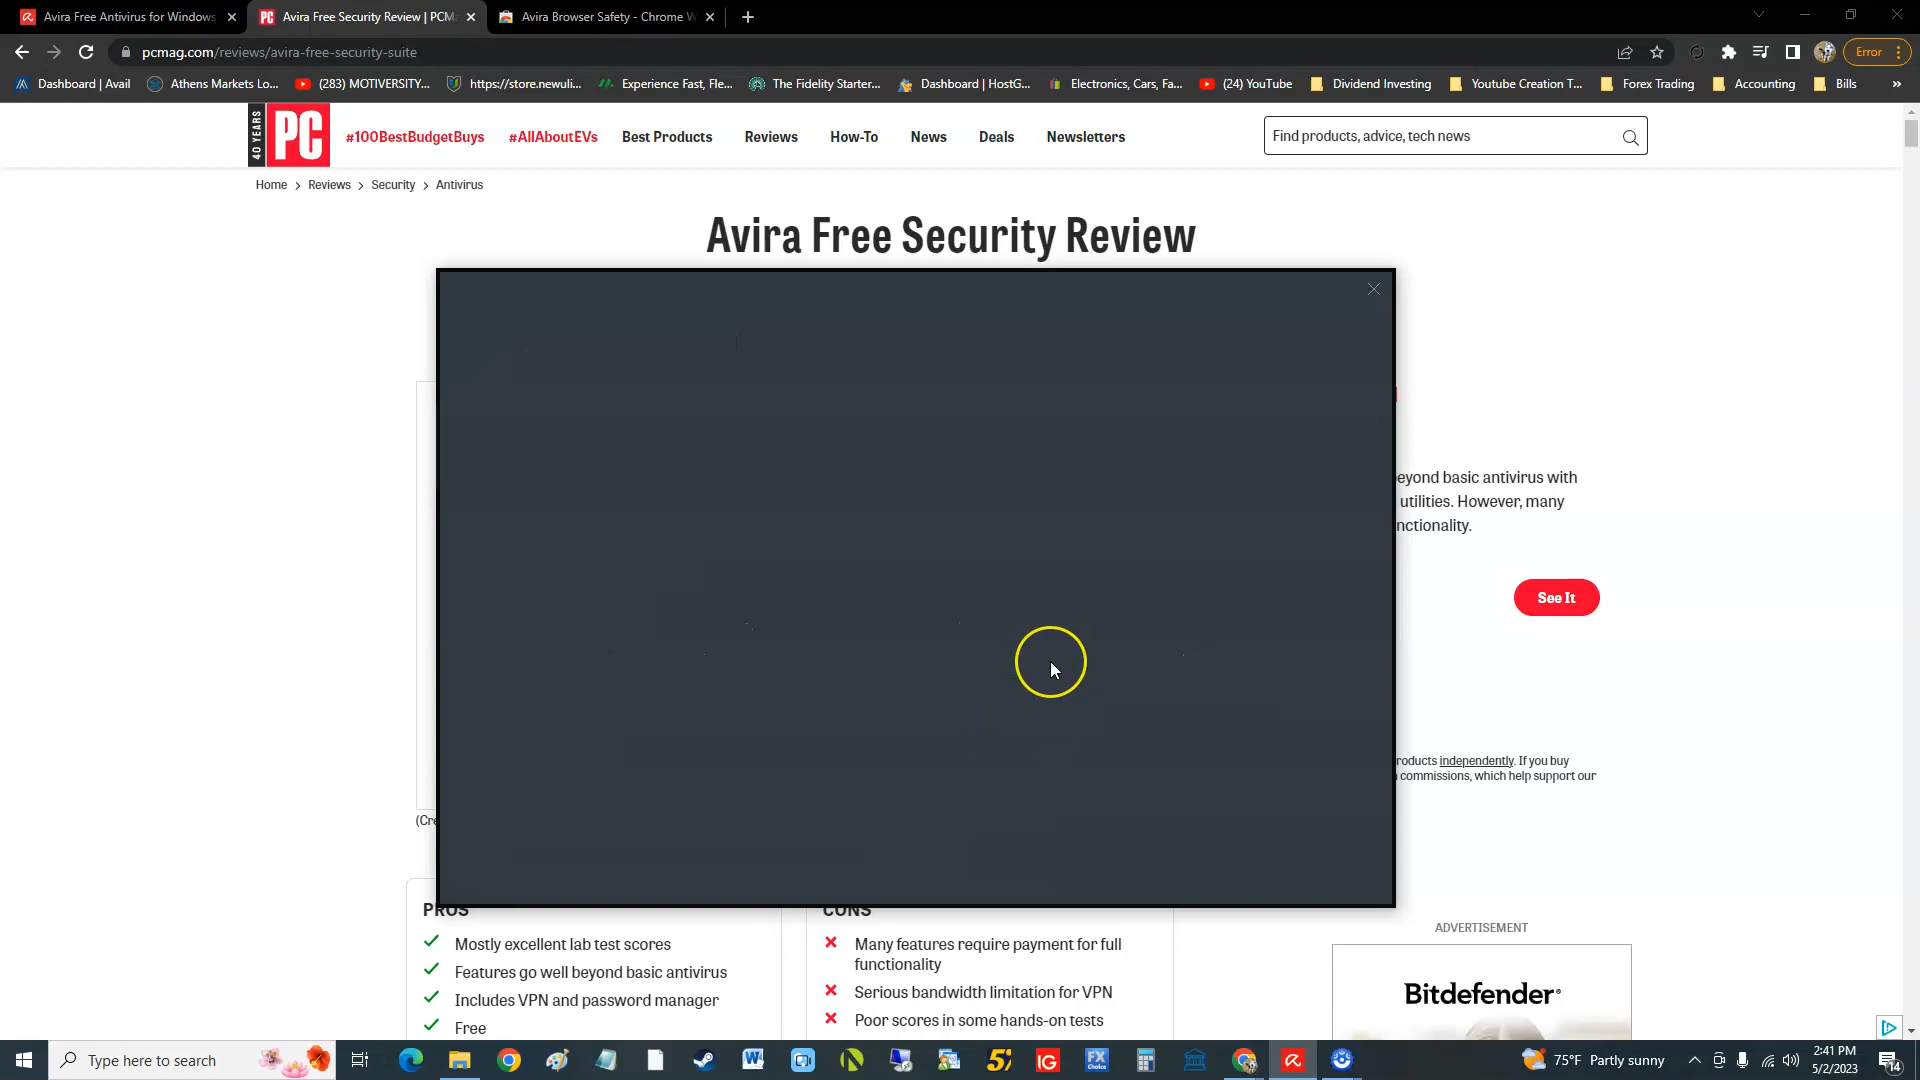 Avira Free Antivirus for Windows
Avira Free Security Review | PCMa
Avira Browser Safety - Chrome W
pcmag.com/reviews/avira-free-security-suite
Error
Dashboard | Avail
Athens Markets Lo...
(283) MOTIVERSITY...
https://store.newuli...
Experience Fast, Fle...
The Fidelity Starter...
Dashboard | HostG...
Electronics, Cars, Fa...
(24) YouTube
Dividend Investing
Youtube Creation T...
Forex Trading
Accounting
Bills
»
40 YEARS
PC
#100BestBudgetBuys
#AllAboutEVs
Best Products
Reviews
How-To
News
Deals
Newsletters
Find products, advice, tech news
Home > Reviews > Security > Antivirus
Avira Free Security Review
eyond basic antivirus with
utilities. However, many
nctionality.
See It
roducts independently. If you buy
commissions, which help support our
(Cre
PROS
Mostly excellent lab test scores
Features go well beyond basic antivirus
Includes VPN and password manager
Free
CONS
Many features require payment for full
functionality
Serious bandwidth limitation for VPN
Poor scores in some hands-on tests
ADVERTISEMENT
Bitdefender®
Type here to search
W
5
IG
FX
Choice
75°F Partly sunny
2:41 PM
5/2/2023
14